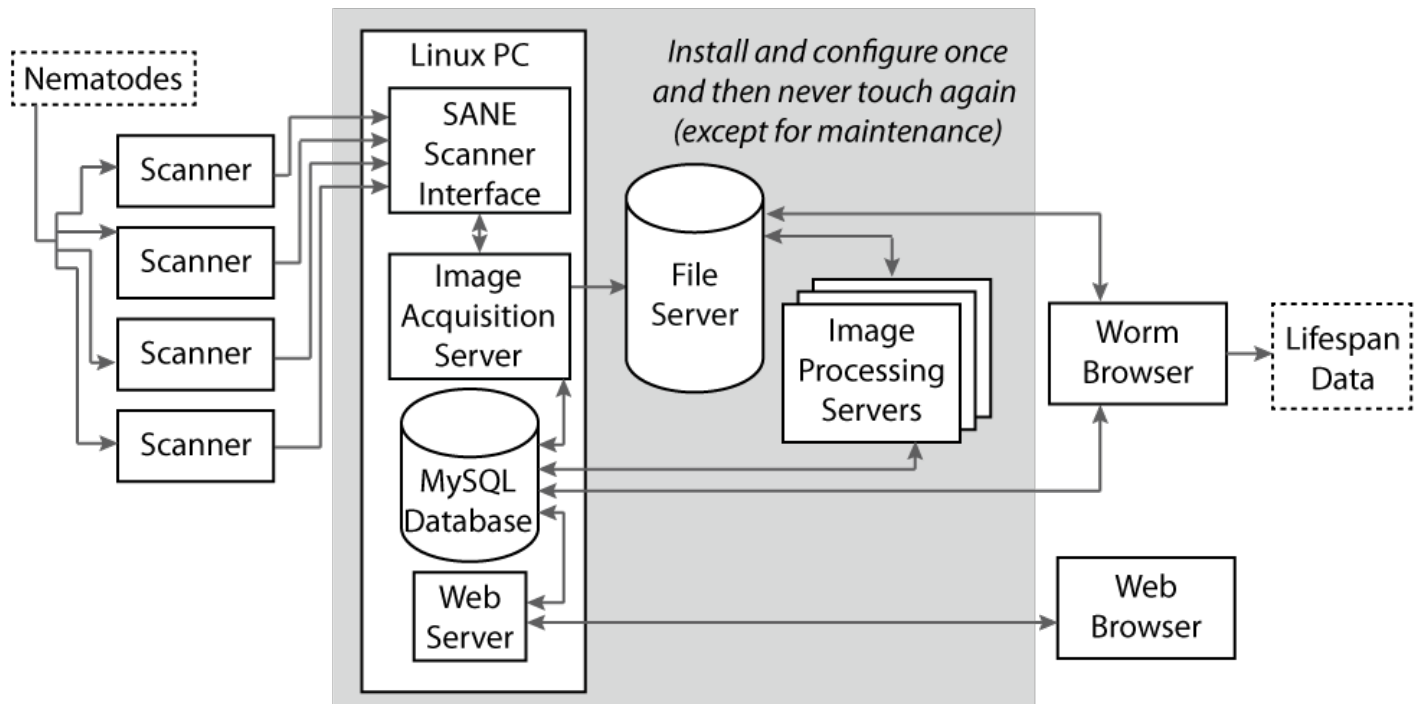 Nematodes
Scanner
Scanner
Scanner
Scanner
Linux PC
SANE
Scanner
Interface
Image
Acquisition
Server
MySQL
Database
Web
Server
Install and configure once
and then never touch again
(except for maintenance)
File
Server
Image
Processing
Servers
Worm
Browser
Lifespan
Data
Web
Browser